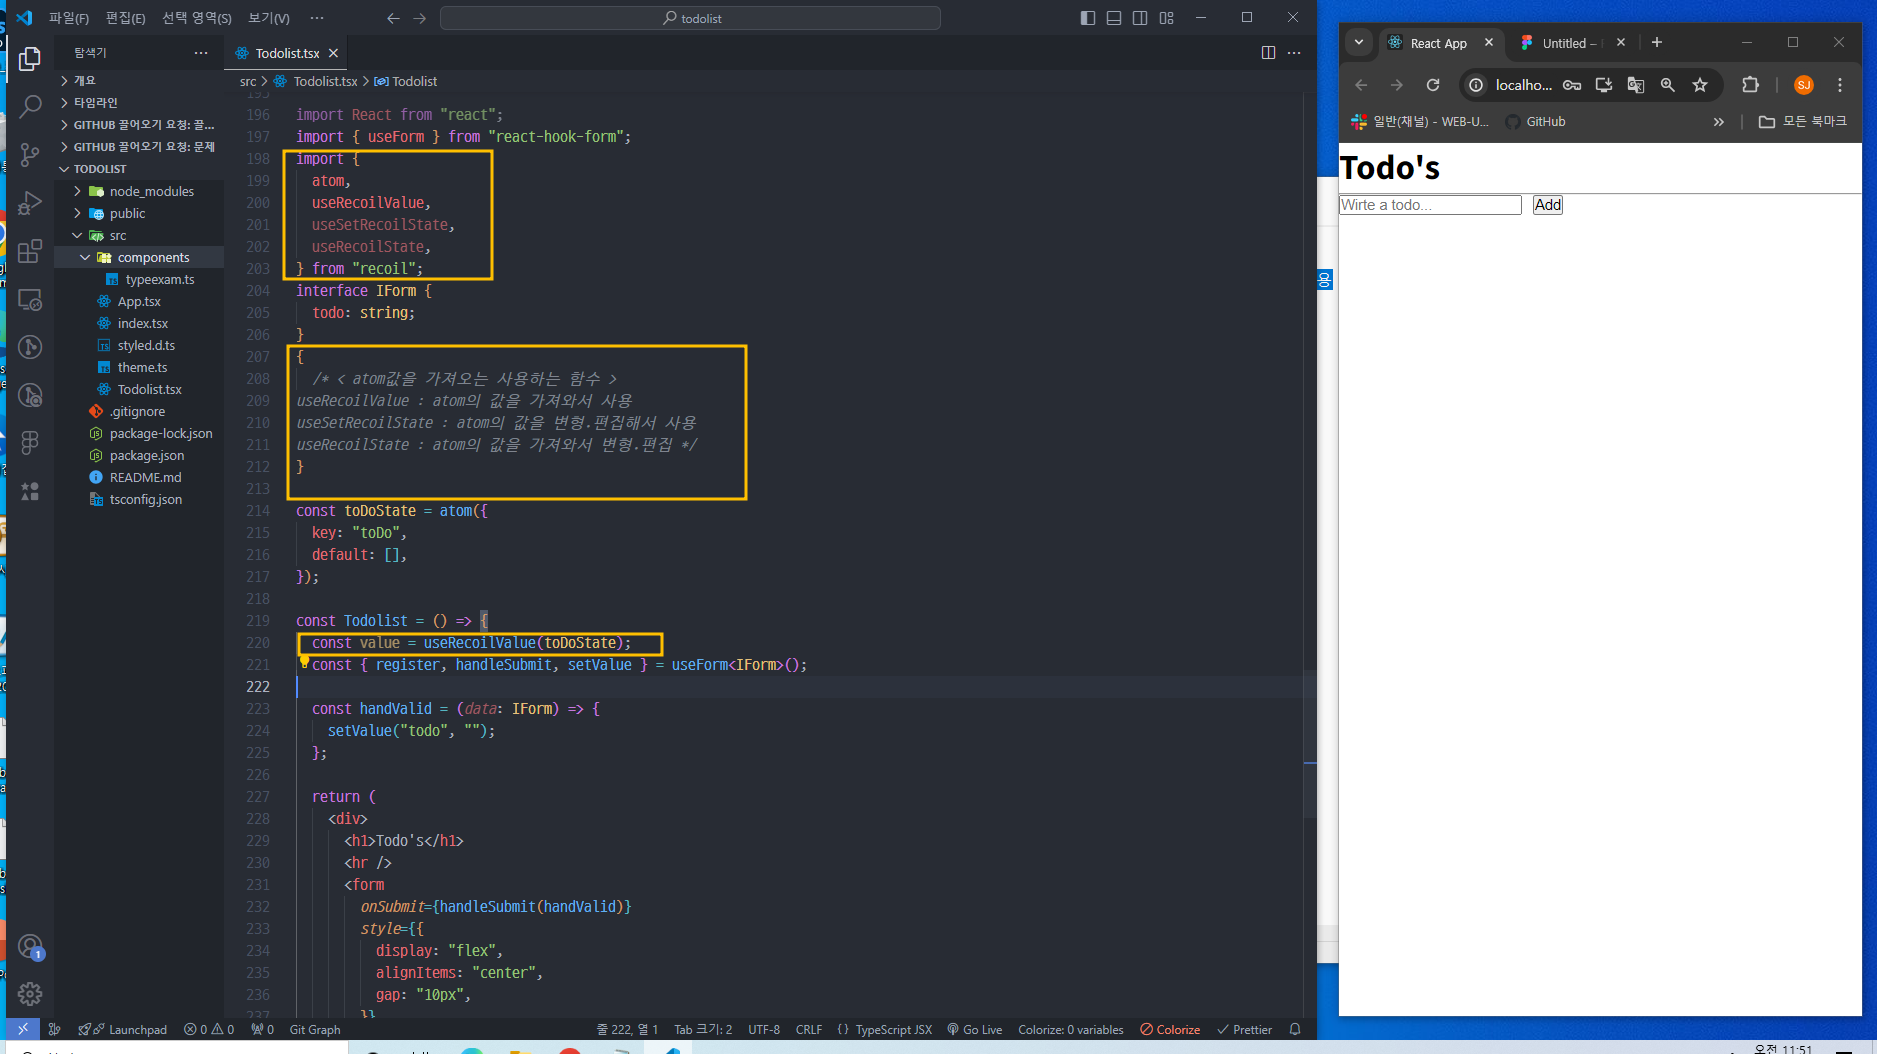 파일(F) 편집(E) 선택 영역(S) 보기(V) ···
todolist
탐색기 ···
Todolist.tsx
src > Todolist.tsx > Todolist
개요
타임라인
GITHUB 끌어오기 요청: 끌...
GITHUB 끌어오기 요청: 문제
TODOLIST
node_modules
public
src
components
typeexam.ts
App.tsx
index.tsx
styled.d.ts
theme.ts
Todolist.tsx
.gitignore
package-lock.json
package.json
README.md
tsconfig.json
195
196 import React from "react";
197 import { useForm } from "react-hook-form";
198 import {
199 atom,
200 useRecoilValue,
201 useSetRecoilState,
202 useRecoilState,
203 } from "recoil";
204 interface IForm {
205 todo: string;
206 }
207 {
208 /* < atom값을 가져오는 사용하는 함수 >
209 useRecoilValue : atom의 값을 가져와서 사용
210 useSetRecoilState : atom의 값을 변형.편집해서 사용
211 useRecoilState : atom의 값을 가져와서 변형.편집 */
212 }
213
214 const toDoState = atom({
215 key: "toDo",
216 default: [],
217 });
218
219 const Todolist = () => {
220 const value = useRecoilValue(toDoState);
221 const { register, handleSubmit, setValue } = useForm<IForm>();
222
223 const handValid = (data: IForm) => {
224 setValue("todo", "");
225 };
226
227 return (
228 <div>
229 <h1>Todo's</h1>
230 <hr />
231 <form
232 onSubmit={handleSubmit(handValid)}
233 style={{
234 display: "flex",
235 alignItems: "center",
236 gap: "10px",
237 }}
1
Launchpad 0 0 0 Git Graph 줄 222, 열 1 Tab 크기: 2 UTF-8 CRLF {} TypeScript JSX Go Live Colorize: 0 variables Colorize Prettier
React App Untitled –
localho... SJ
일반(채널) - WEB-U... GitHub » 모든 북마크
Todo's
Wirte a todo... Add
용
오전 11:51